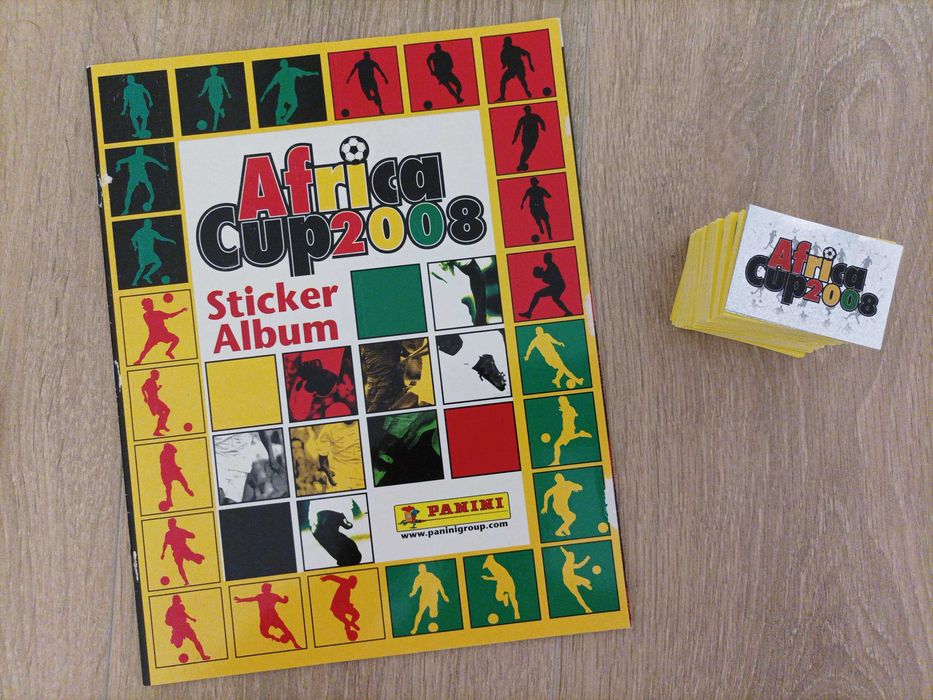 Africa
Cup2008
Sticker
Album
PANINI
www.paninigroup.com
Africa
Cup2008